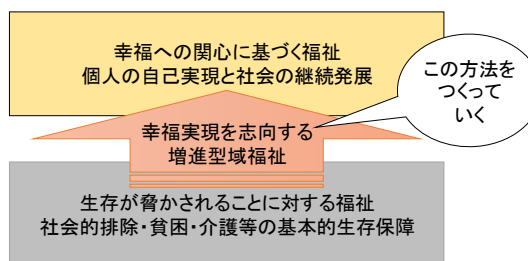 幸福への関心に基づく福祉
個人の自己実現と社会の継続発展
この方法を
つくって
いく
幸福実現を志向する
増進型域福祉
生存が脅かされることに対する福祉
社会的排除・貧困・介護等の基本的生存保障